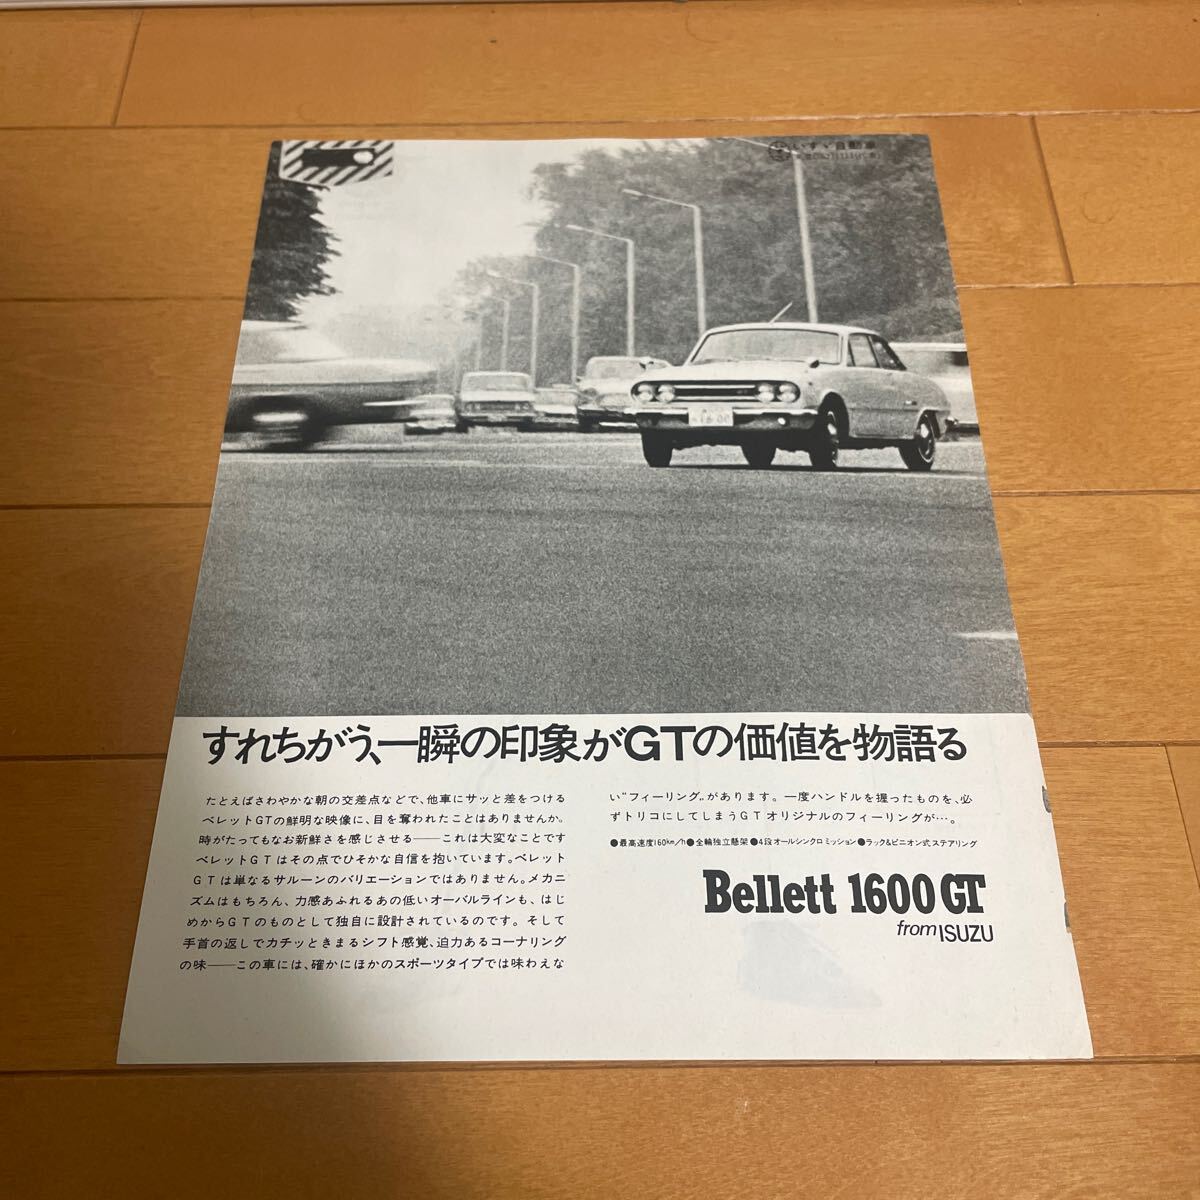 いすゞ自動車
1600
すれちがう、一瞬の印象がGTの価値を物語る
たとえばさわやかな朝の交差点などで、他車にサッと差をつける
ベレットGTの鮮明な映像に、目を奪われたことはありませんか。
時がたってもなお新鮮さを感じさせる——これは大変なことです
ベレットGTはその点でひそかな自信を抱いています。ベレット
GTは単なるサルーンのバリエーションではありません。メカニ
ズムはもちろん、力感あふれるあの低いオーバルラインも、はじ
めからGTのものとして独自に設計されているのです。そして
手首の返しでカチッときまるシフト感覚、迫力あるコーナリング
の味——この車には、確かにほかのスポーツタイプでは味わえな
い“フィーリング„があります。一度ハンドルを握ったものを、必
ずトリコにしてしまうGTオリジナルのフィーリングが…。
●最高速度160km/h●全輪独立懸架●4段オールシンクロミッション●ラック&ピニオン式ステアリング
Bellett 1600 GT
from ISUZU